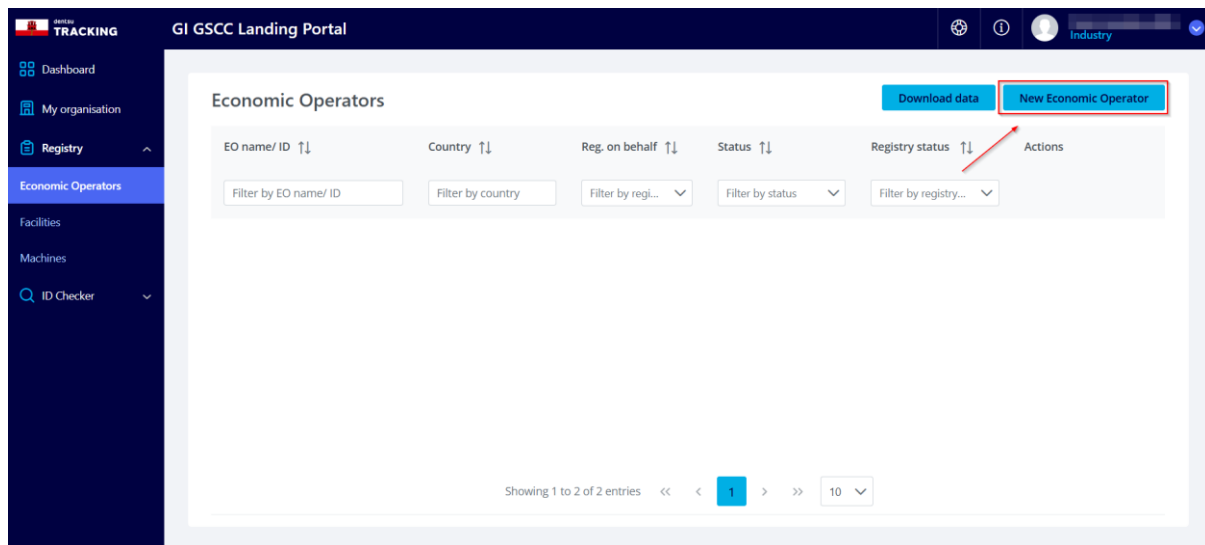 dentsu
TRACKING
GI GSCC Landing Portal
Industry
Dashboard
My organisation
Registry
Economic Operators
Facilities
Machines
ID Checker
Economic Operators
Download data
New Economic Operator
EO name/ ID
Country
Reg. on behalf
Status
Registry status
Actions
Filter by EO name/ ID
Filter by country
Filter by regi...
Filter by status
Filter by registry...
Showing 1 to 2 of 2 entries
<<
<
1
>
>>
10